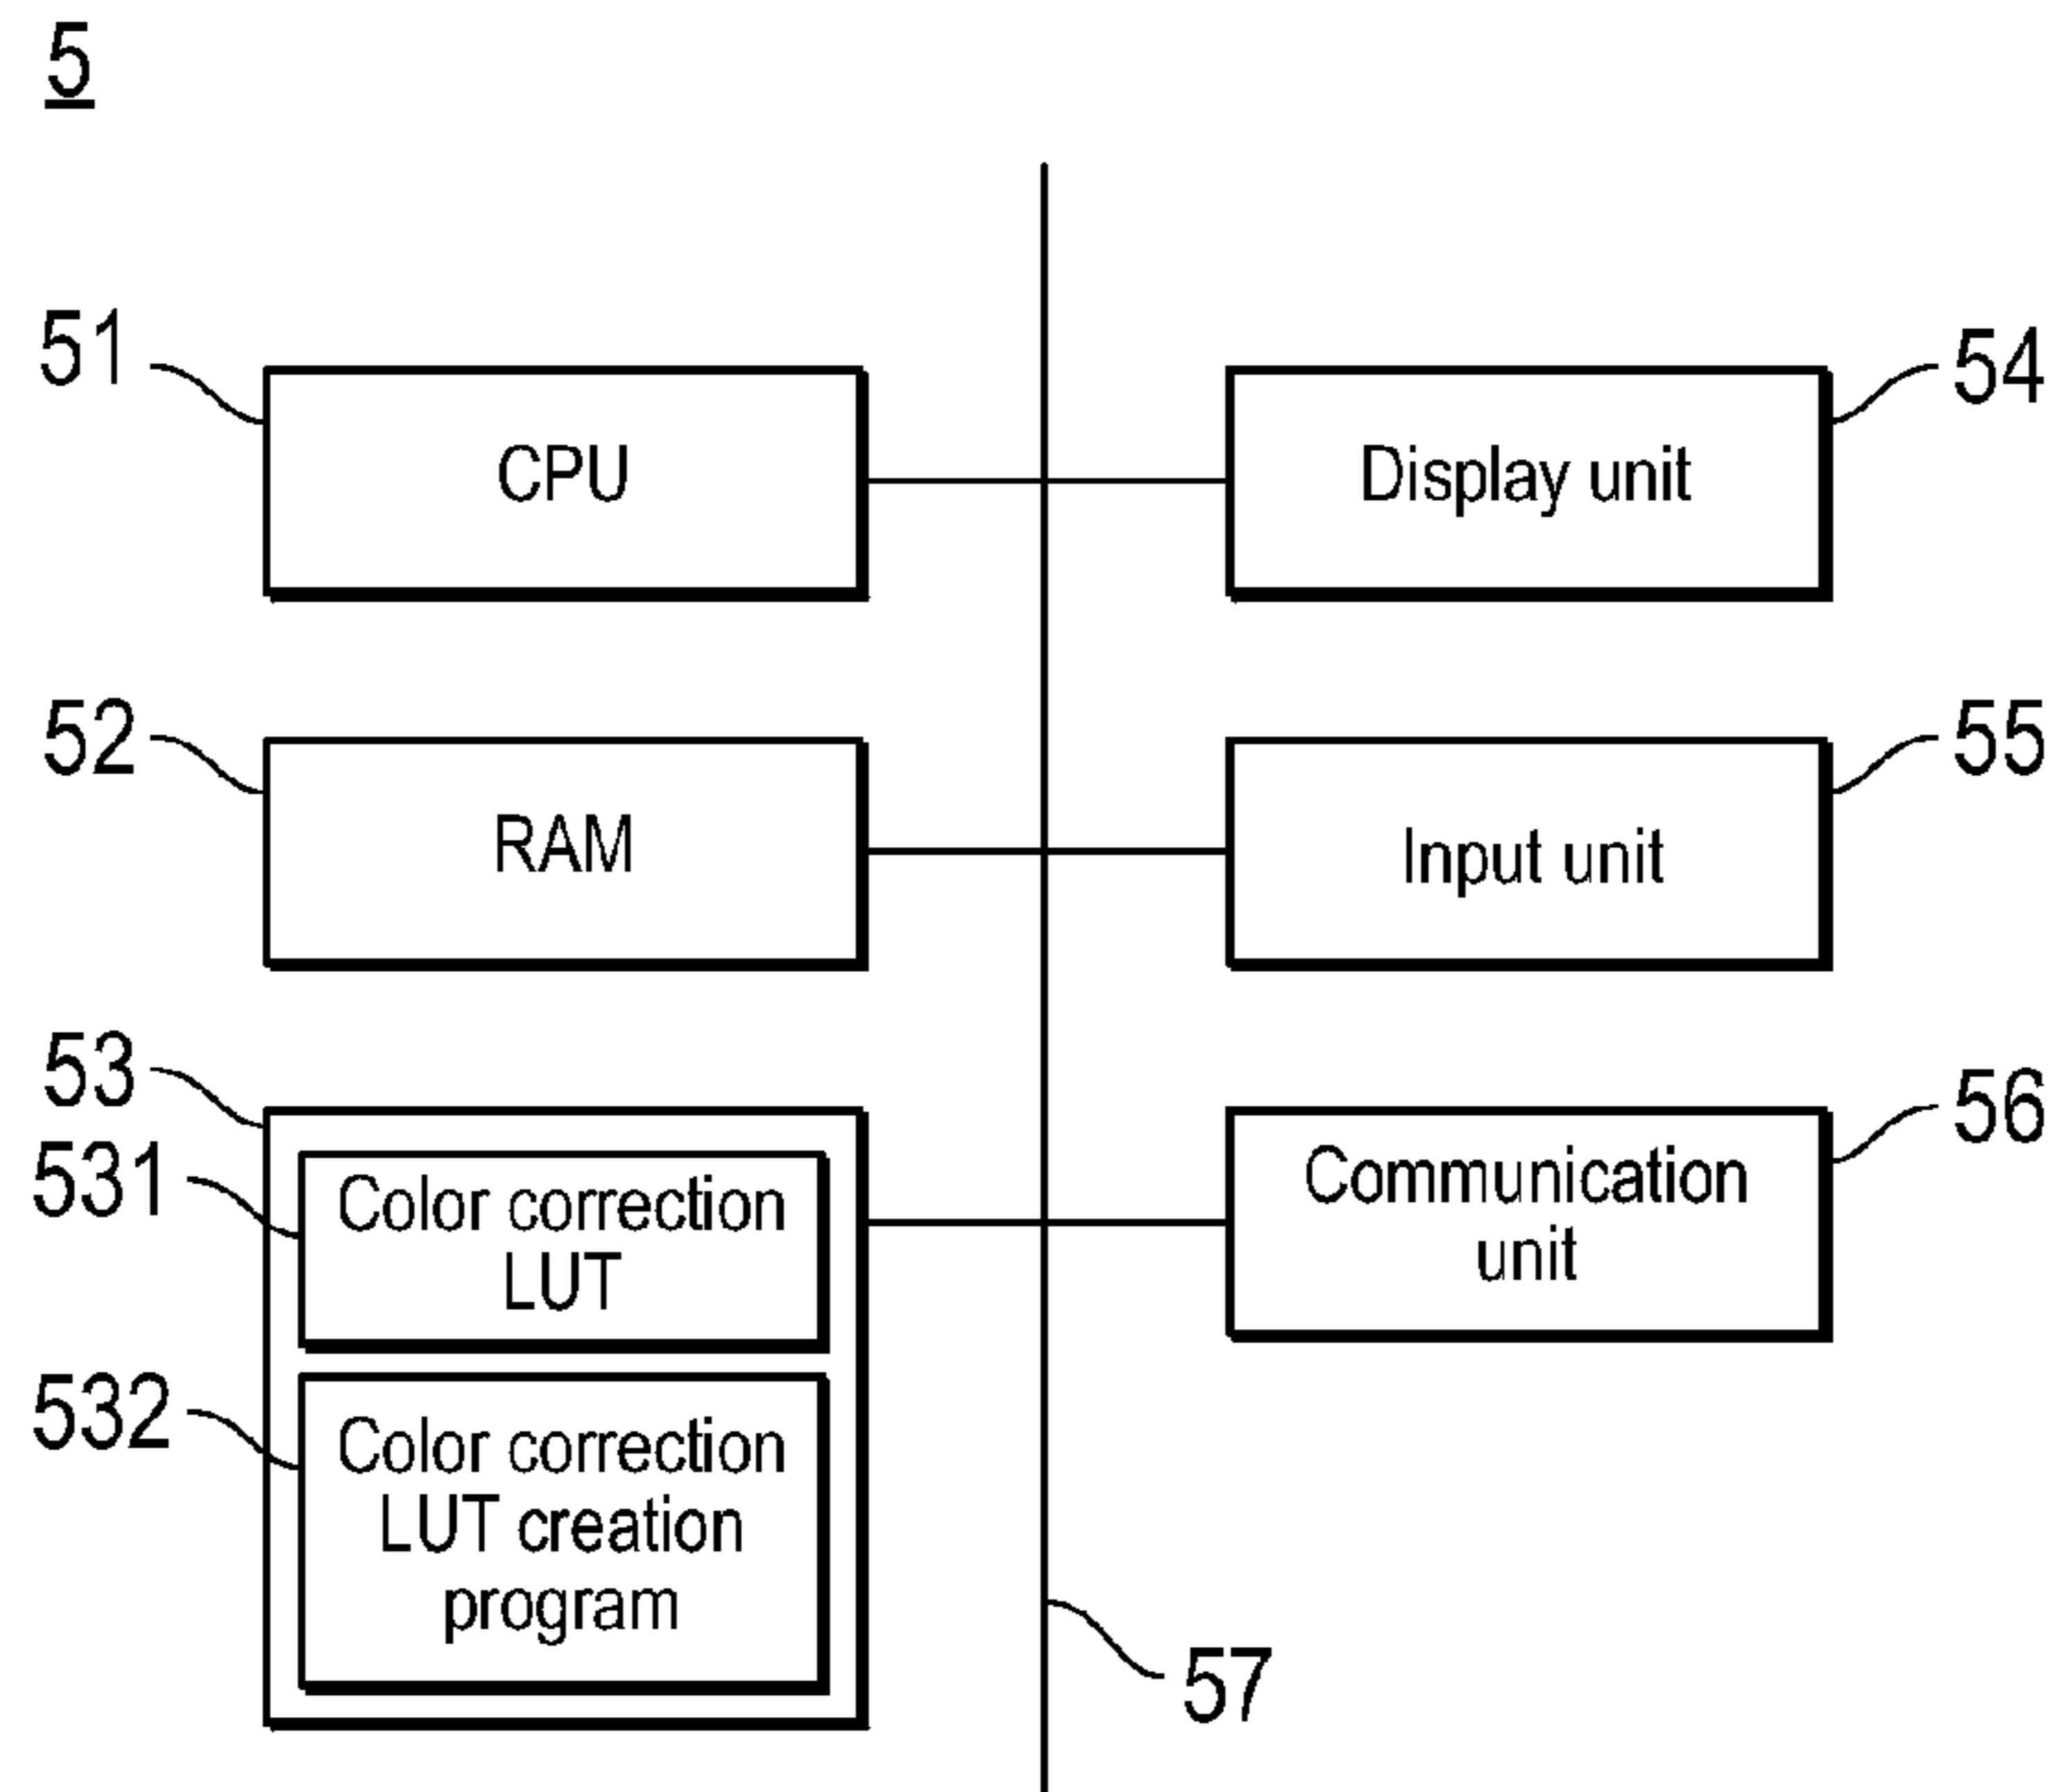 5
51
CPU
54
Display unit
52
RAM
55
Input unit
53
531
Color correction
LUT
56
Communication
unit
532
Color correction
LUT creation
program
57